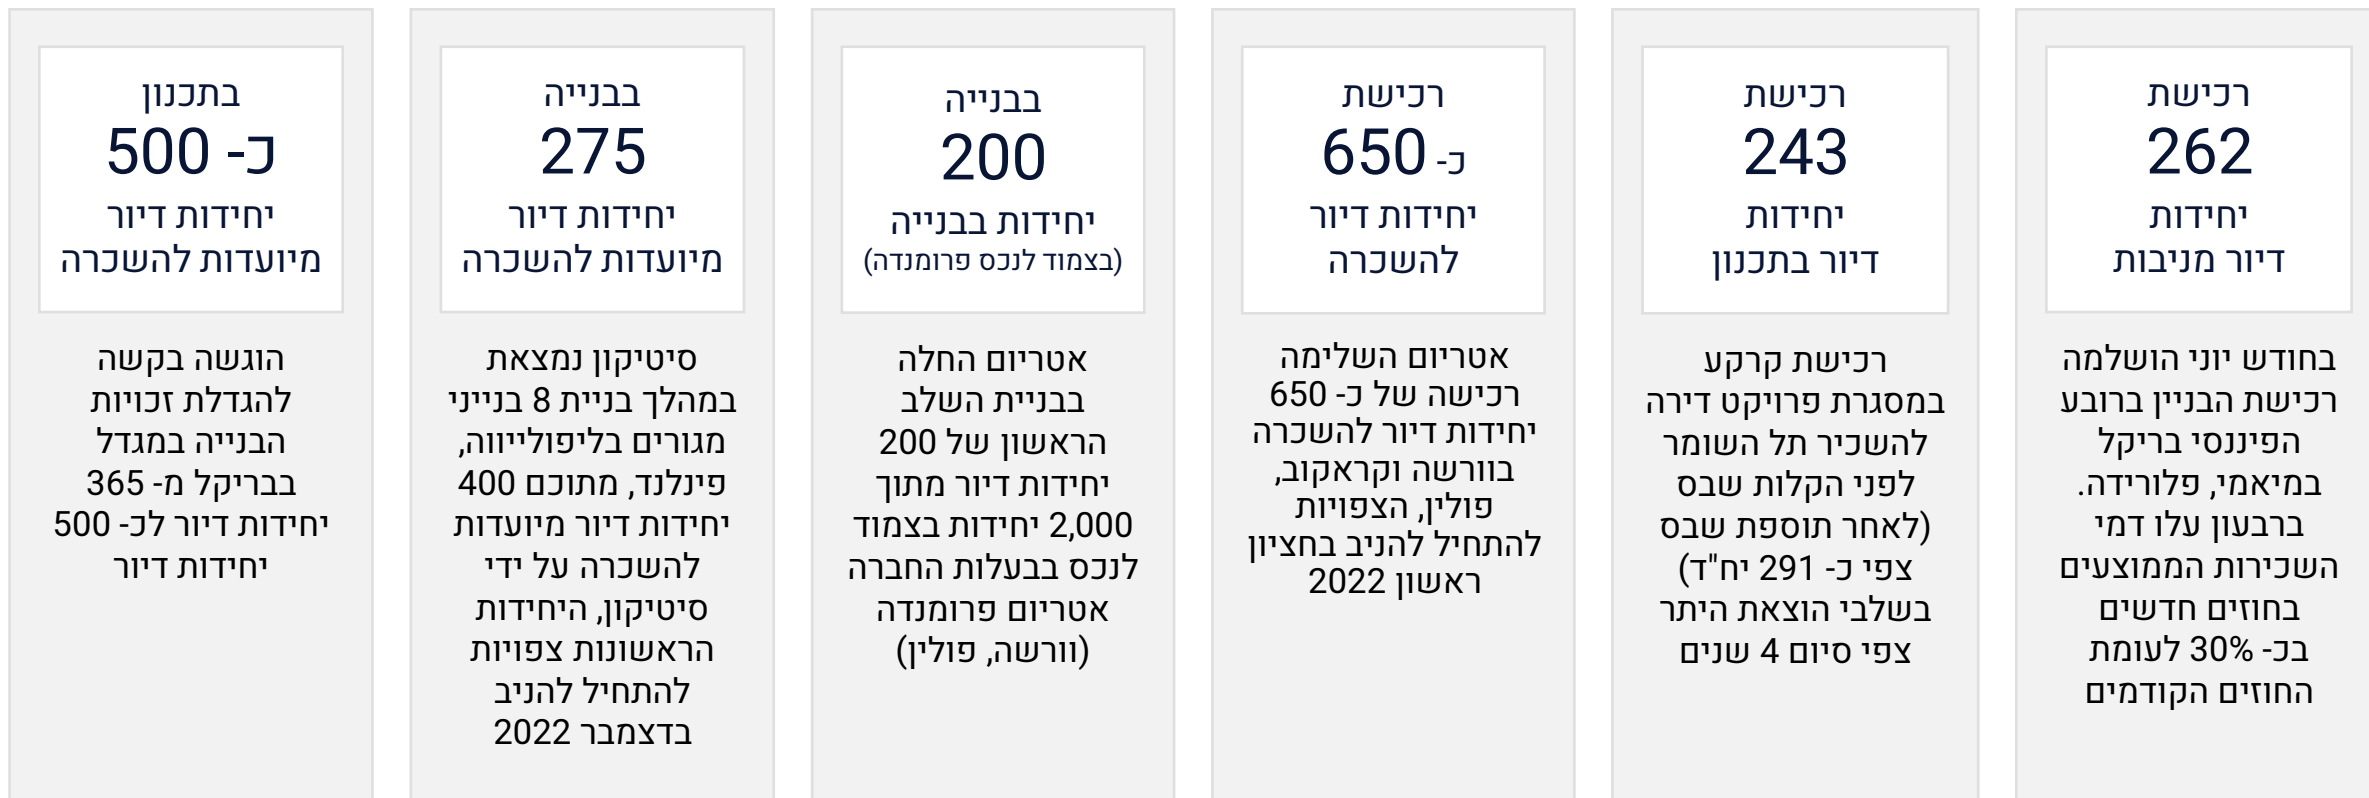 רכישת
262
יחידות
דיור מניבות
בחודש יוני הושלמה
רכישת הבניין ברובע
הפיננסי בריקל
במיאמי, פלורידה.
ברבעון עלו דמי
השכירות הממוצעים
בחוזים חדשים
בכ- 30% לעומת
החוזים הקודמים
רכישת
243
יחידות
דיור בתכנון
רכישת קרקע
במסגרת פרויקט דירה
להשכיר תל השומר
לפני הקלות שבס
(לאחר תוספת שבס
צפי כ- 291 יח"ד)
בשלבי הוצאת היתר
צפי סיום 4 שנים
רכישת
כ- 650
יחידות דיור
להשכרה
אטריום השלימה
רכישה של כ- 650
יחידות דיור להשכרה
בוורשה וקראקוב,
פולין, הצפויות
להתחיל להניב בחציון
ראשון 2022
בבנייה
200
יחידות בבנייה
(בצמוד לנכס פרומנדה)
אטריום החלה
בבניית השלב
הראשון של 200
יחידות דיור מתוך
2,000 יחידות בצמוד
לנכס בבעלות החברה
אטריום פרומנדה
(וורשה, פולין)
בבנייה
275
יחידות דיור
מיועדות להשכרה
סיטיקון נמצאת
במהלך בניית 8 בנייני
מגורים בליפולייווה,
פינלנד, מתוכם 400
יחידות דיור מיועדות
להשכרה על ידי
סיטיקון, היחידות
הראשונות צפויות
להתחיל להניב
בדצמבר 2022
בתכנון
כ- 500
יחידות דיור
מיועדות להשכרה
הוגשה בקשה
להגדלת זכויות
הבנייה במגדל
בבריקל מ- 365
יחידות דיור לכ- 500
יחידות דיור